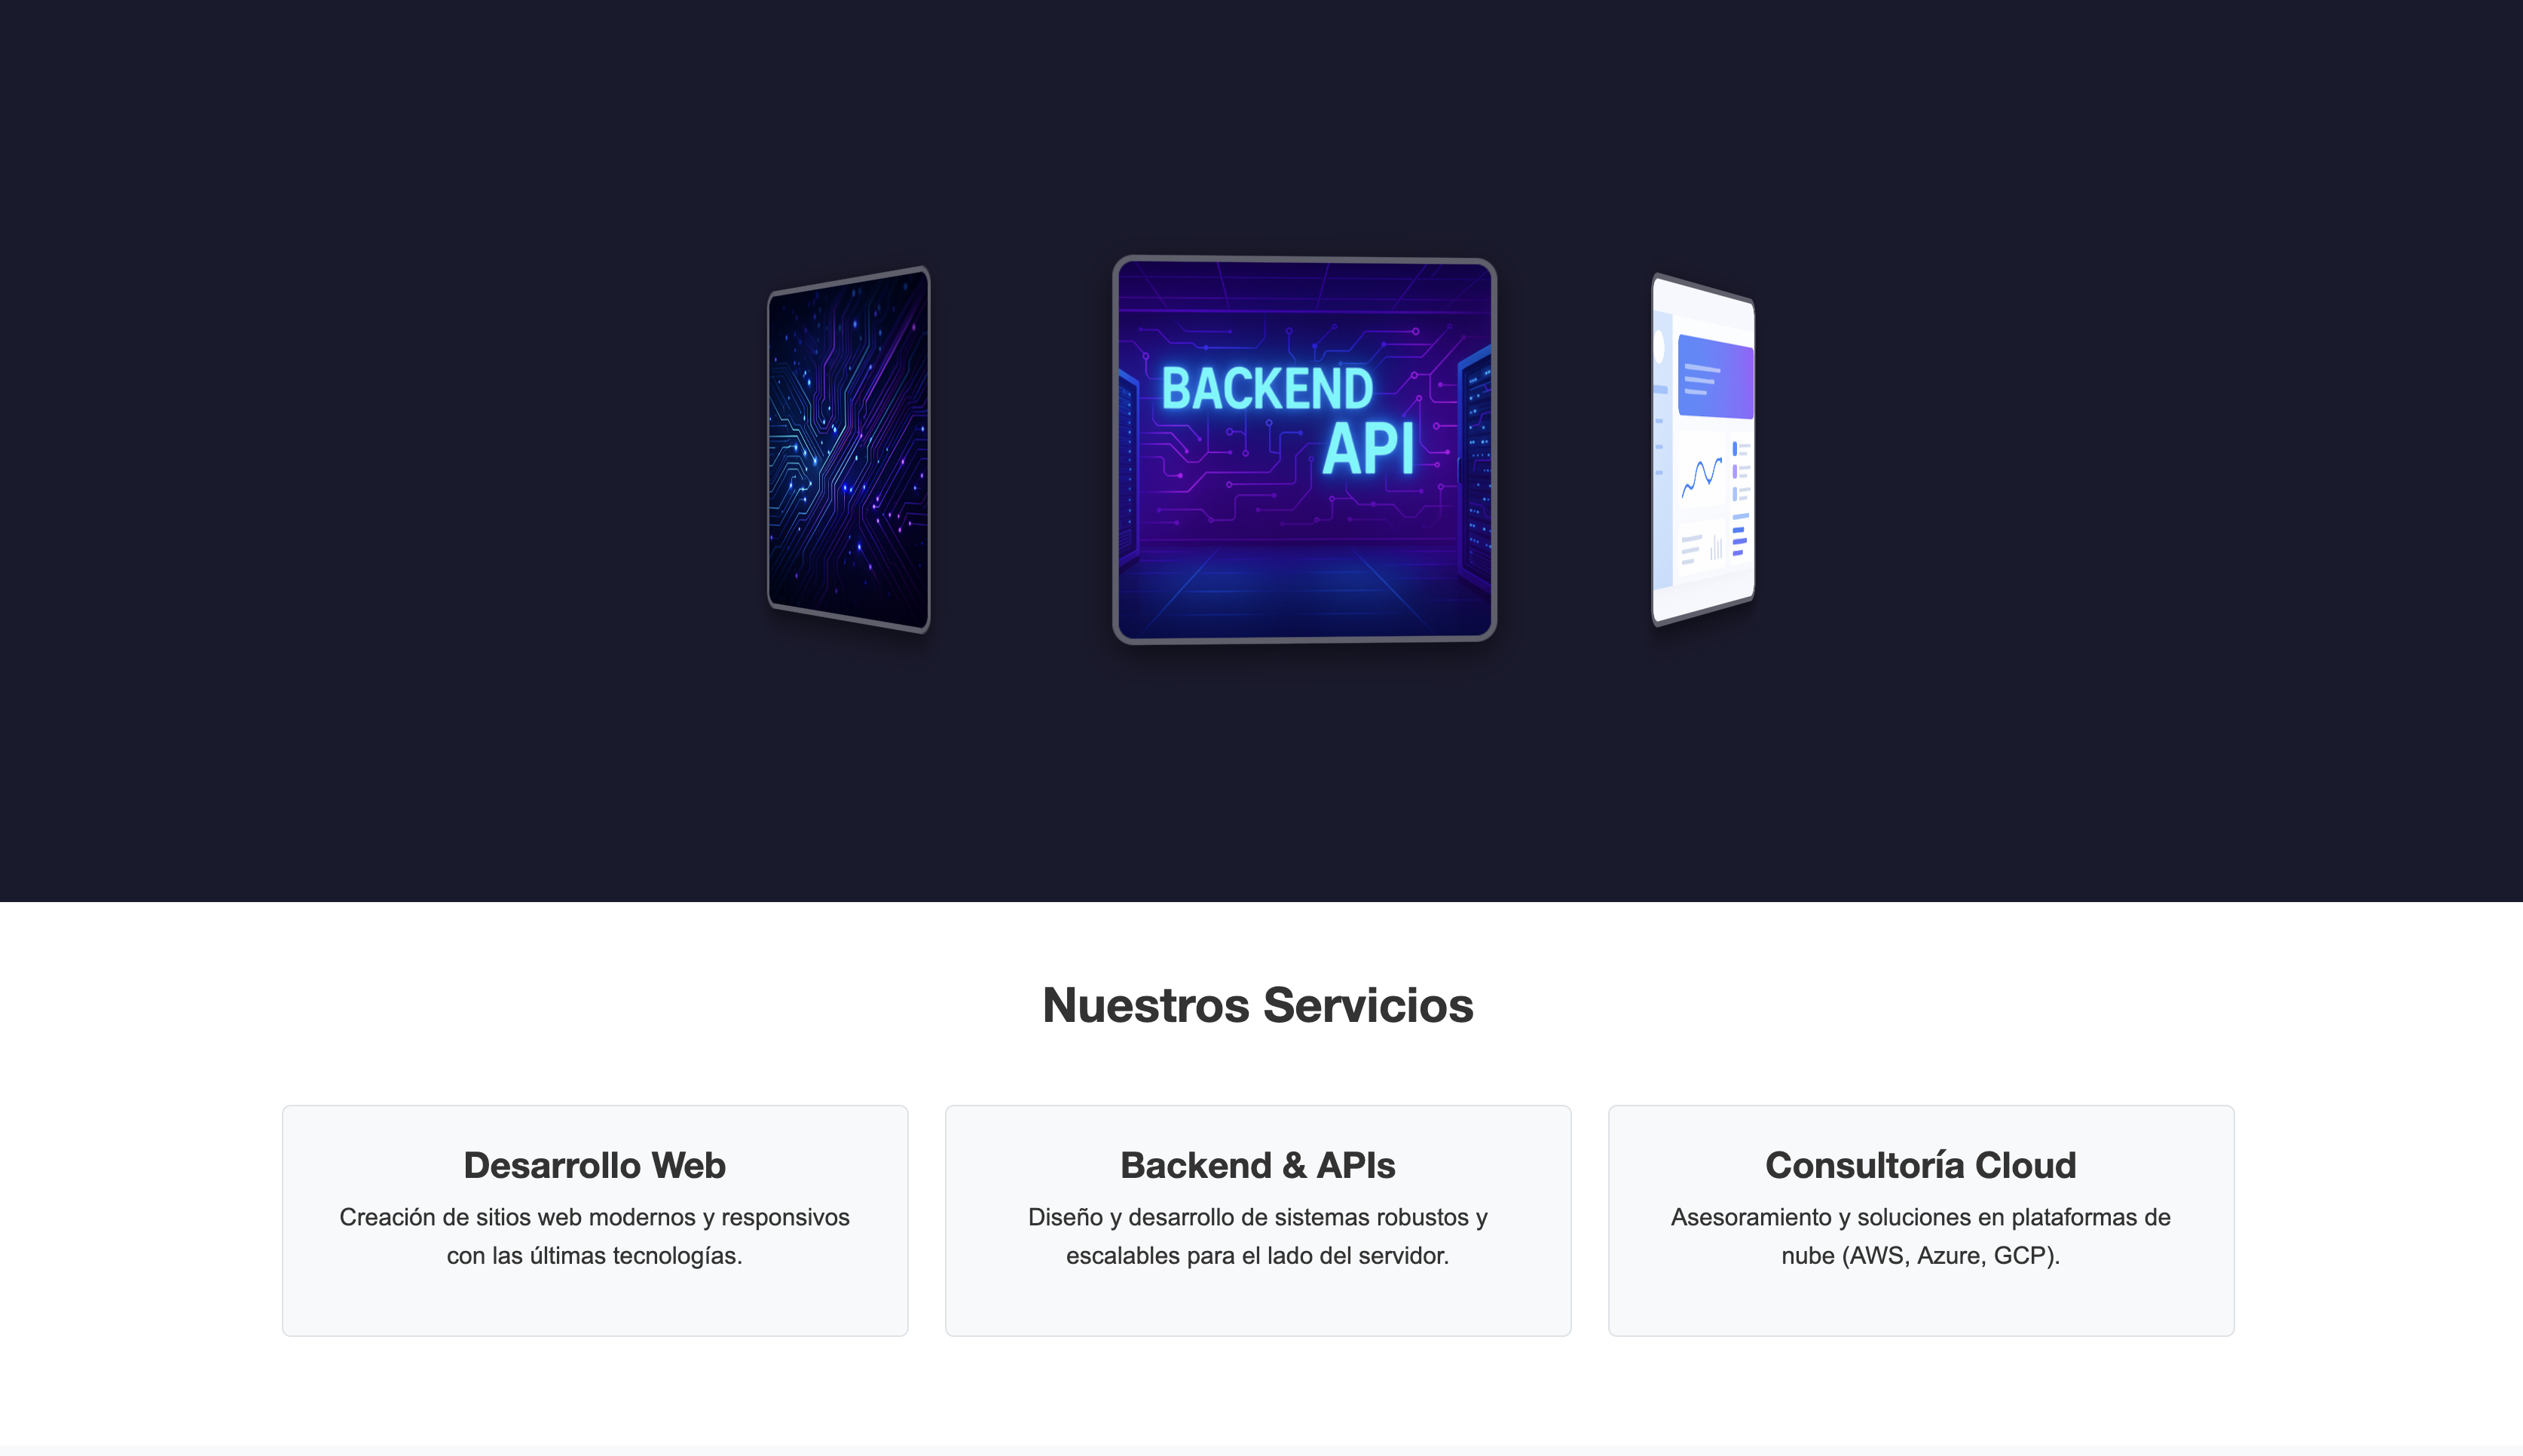 BACKEND
API
Nuestros Servicios
Desarrollo Web
Creación de sitios web modernos y responsivos
con las últimas tecnologías.
Backend & APIs
Diseño y desarrollo de sistemas robustos y
escalables para el lado del servidor.
Consultoría Cloud
Asesoramiento y soluciones en plataformas de
nube (AWS, Azure, GCP).